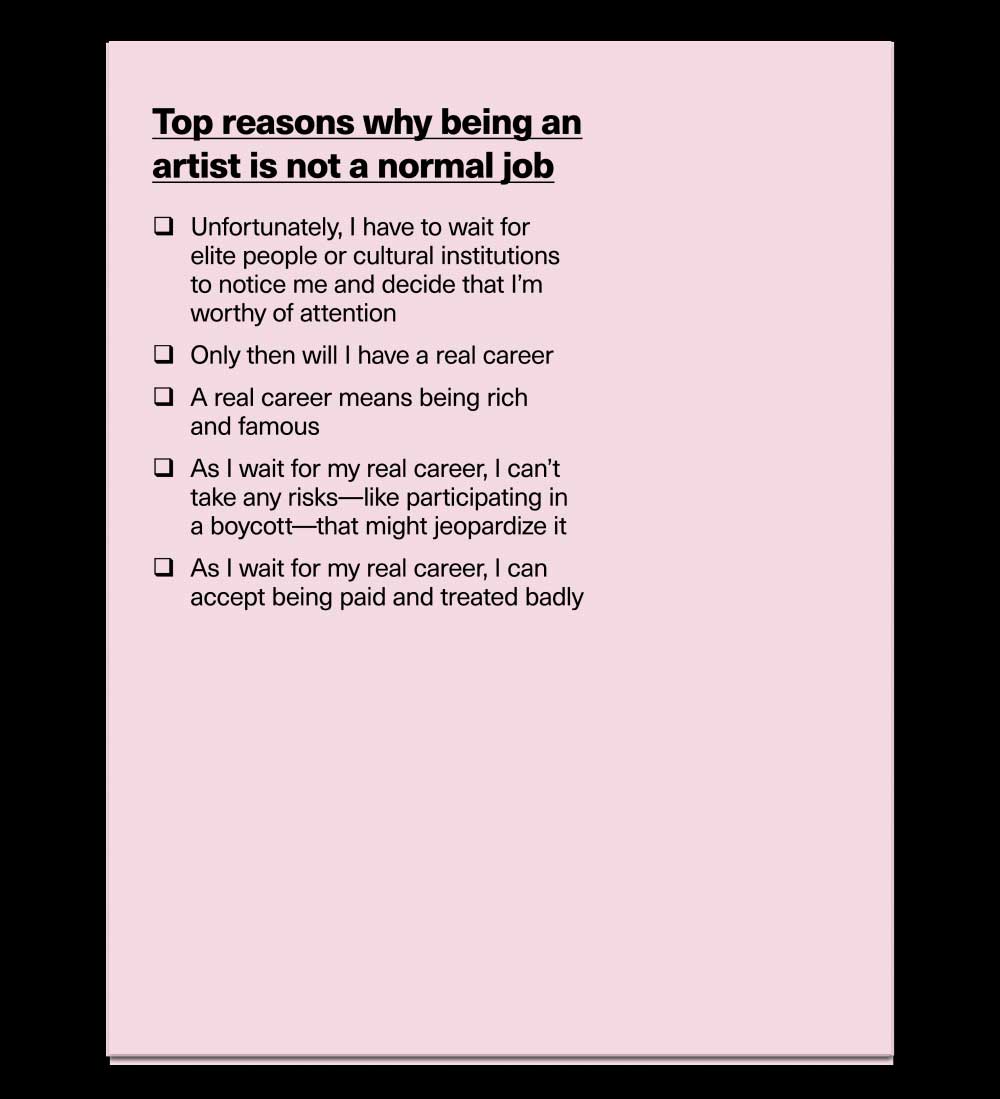 Top reasons why being an
artist is not a normal job
❏ Unfortunately, I have to wait for
elite people or cultural institutions
to notice me and decide that I’m
worthy of attention
❏ Only then will I have a real career
❏ A real career means being rich
and famous
❏ As I wait for my real career, I can’t
take any risks—like participating in
a boycott—that might jeopardize it
❏ As I wait for my real career, I can
accept being paid and treated badly